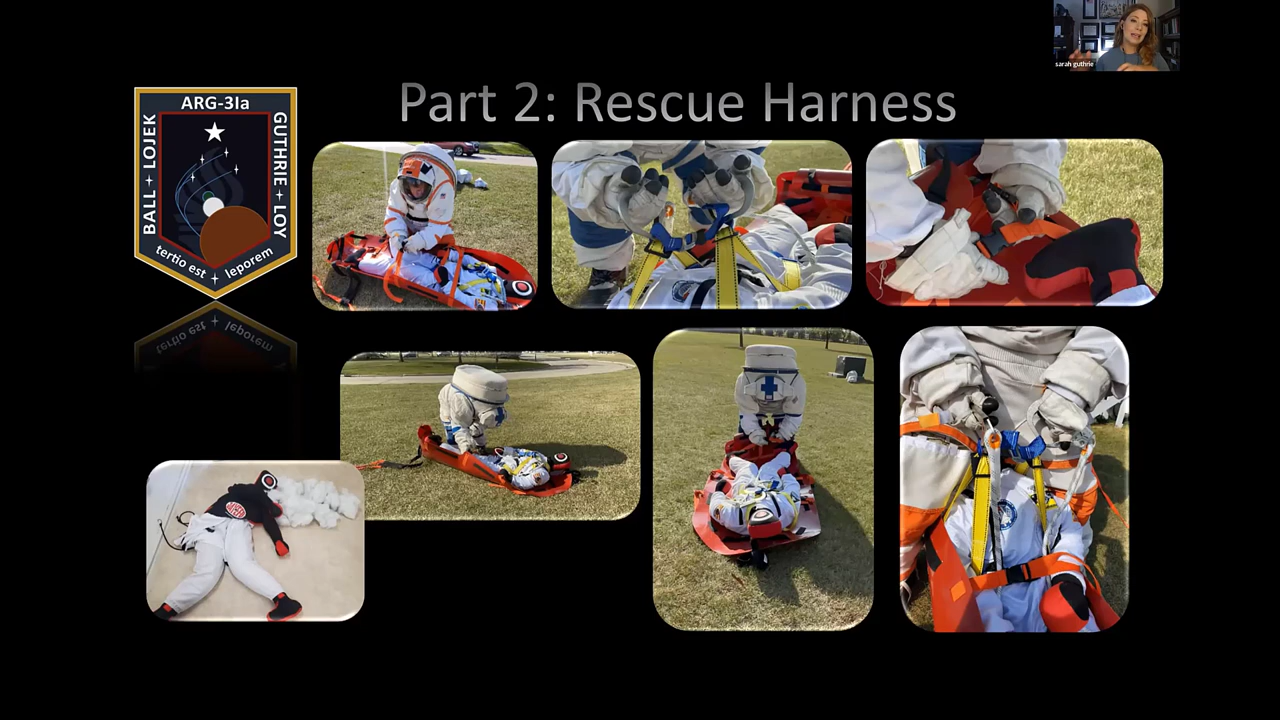 sarah guthrie
Part 2: Rescue Harness
ARG-3Ia
BALL + LOJEK
GUTHRIE + LOY
tertio est + leporem